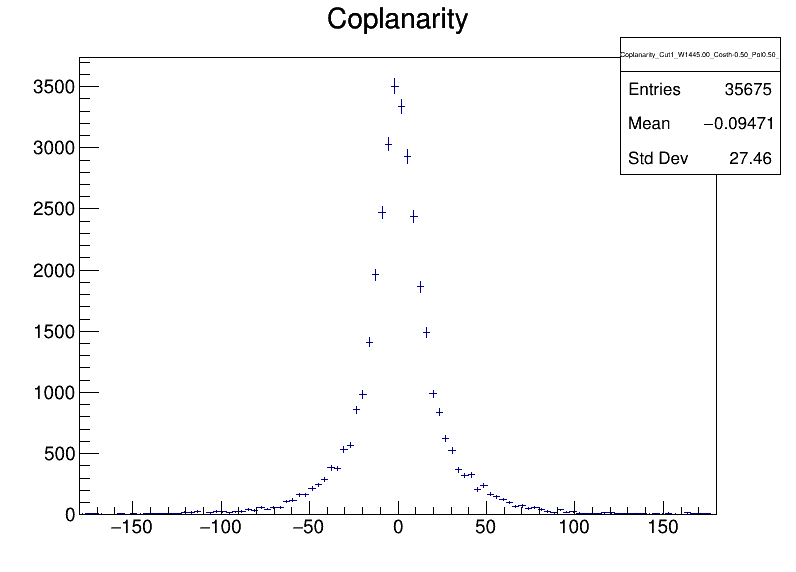 Coplanarity
Coplanarity_Cut1_W1445.00_Costh-0.50_Pol0.50_
Entries 35675
Mean −0.09471
Std Dev 27.46
3500
3000
2500
2000
1500
1000
500
0
−150 −100 −50 0 50 100 150